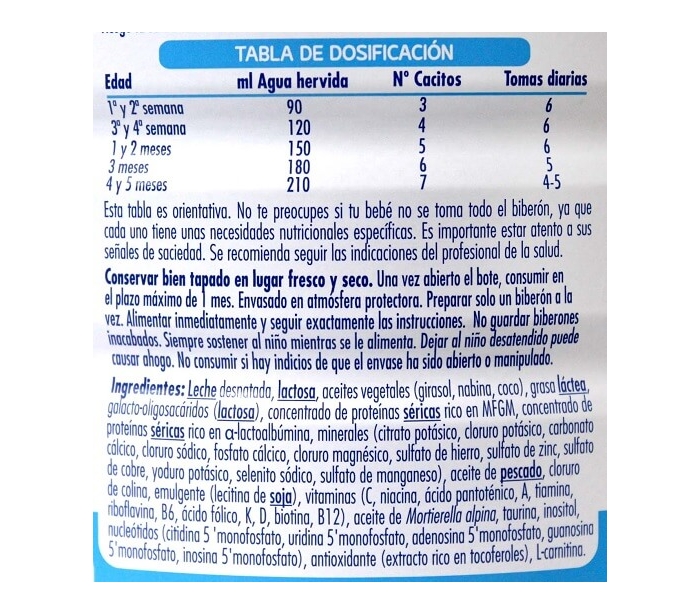 TABLA DE DOSIFICACIÓN
Edad ml Agua hervida Nº Cacitos Tomas diarias
1ª y 2ª semana 90 3 6
3ª y 4ª semana 120 4 6
1 y 2 meses 150 5 6
3 meses 180 6 5
4 y 5 meses 210 7 4-5
Esta tabla es orientativa. No te preocupes si tu bebé no se toma todo el biberón, ya que
cada uno tiene unas necesidades nutricionales específicas. Es importante estar atento a sus
señales de saciedad. Se recomienda seguir las indicaciones del profesional de la salud.
Conservar bien tapado en lugar fresco y seco. Una vez abierto el bote, consumir en
el plazo máximo de 1 mes. Envasado en atmósfera protectora. Preparar solo un biberón a la
vez. Alimentar inmediatamente y seguir exactamente las instrucciones. No guardar biberones
inacabados. Siempre sostener al niño mientras se le alimenta. Dejar al niño desatendido puede
causar ahogo. No consumir si hay indicios de que el envase ha sido abierto o manipulado.
Ingredientes: Leche desnatada, lactosa, aceites vegetales (girasol, nabina, coco), grasa láctea,
galacto-oligosacáridos (lactosa), concentrado de proteínas séricas rico en MFGM, concentrado de
proteínas séricas rico en α-lactoalbúmina, minerales (citrato potásico, cloruro potásico, carbonato
cálcico, cloruro sódico, fosfato cálcico, cloruro magnésico, sulfato de hierro, sulfato de zinc, sulfato
de cobre, yoduro potásico, selenito sódico, sulfato de manganeso), aceite de pescado, cloruro
de colina, emulgente (lecitina de soja), vitaminas (C, niacina, ácido pantoténico, A, tiamina,
riboflavina, B6, ácido fólico, K, D, biotina, B12), aceite de Mortierella alpina, taurina, inositol,
nucleótidos (citidina 5'monofosfato, uridina 5'monofosfato, adenosina 5'monofosfato, guanosina
5'monofosfato, inosina 5'monofosfato), antioxidante (extracto rico en tocoferoles), L-carnitina.